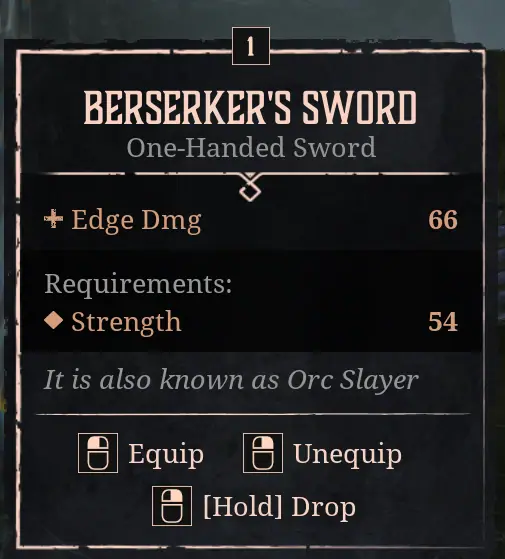 1
BERSERKER'S SWORD
One-Handed Sword
Edge Dmg 66
Requirements:
Strength 54
It is also known as Orc Slayer
Equip Unequip
[Hold] Drop